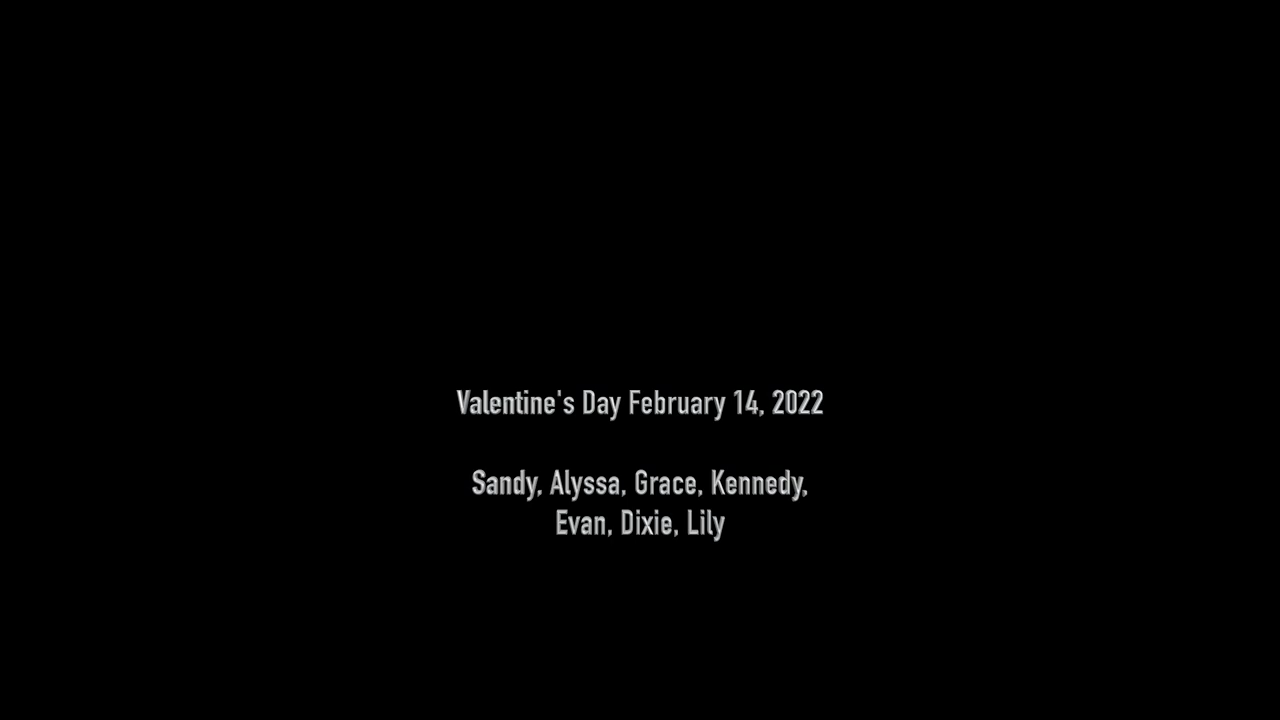 Valentine's Day February 14, 2022
Sandy, Alyssa, Grace, Kennedy,
Evan, Dixie, Lily